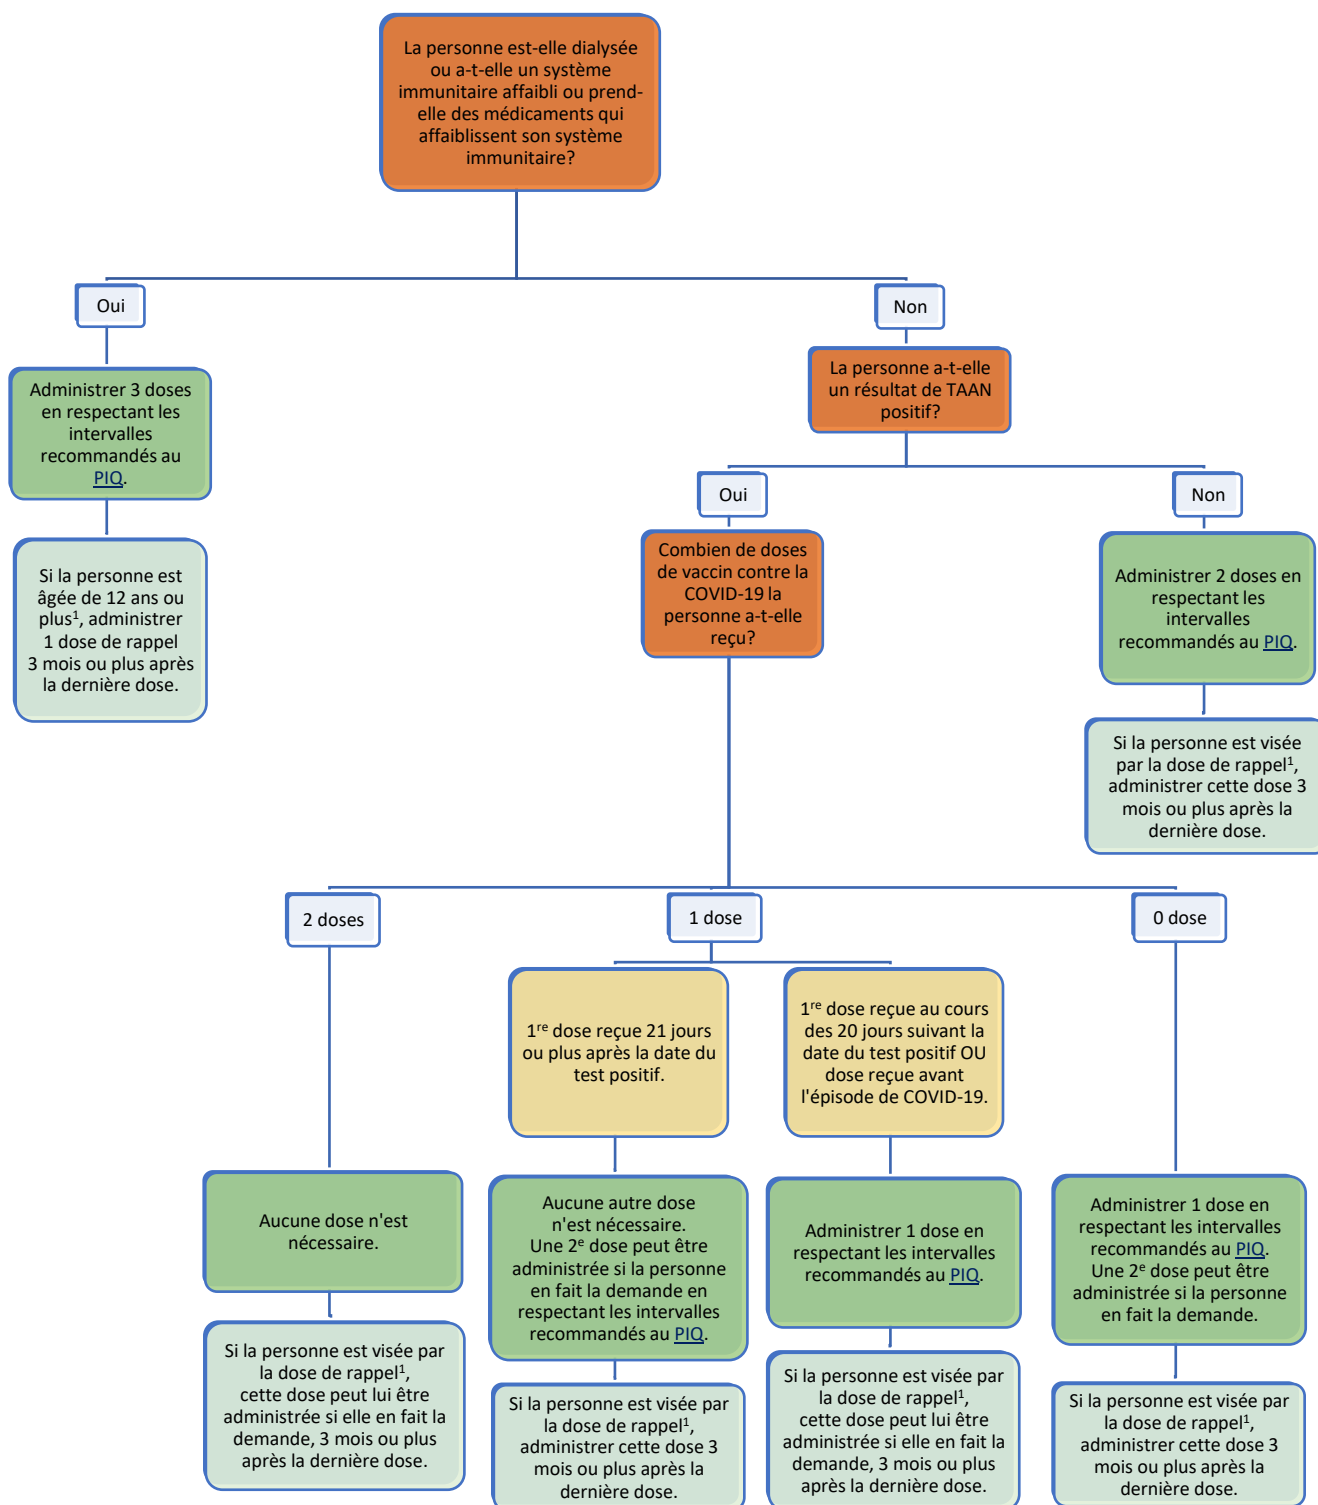 La personne est-elle dialysée
ou a-t-elle un système
immunitaire affaibli ou prend-
elle des médicaments qui
affaiblissent son système
immunitaire?
Oui
Non
Administrer 3 doses
en respectant les
intervalles
recommandés au
PIQ.
La personne a-t-elle
un résultat de TAAN
positif?
Oui
Non
Si la personne est
âgée de 12 ans ou
plus¹, administrer
1 dose de rappel
3 mois ou plus après
la dernière dose.
Combien de doses
de vaccin contre la
COVID-19 la
personne a-t-elle
reçu?
Administrer 2 doses en
respectant les
intervalles
recommandés au PIQ.
Si la personne est visée
par la dose de rappel¹,
administrer cette dose 3
mois ou plus après la
dernière dose.
2 doses
1 dose
0 dose
1re dose reçue 21 jours
ou plus après la date du
test positif.
1re dose reçue au cours
des 20 jours suivant la
date du test positif OU
dose reçue avant
l'épisode de COVID-19.
Aucune dose n'est
nécessaire.
Aucune autre dose
n'est nécessaire.
Une 2e dose peut être
administrée si la personne
en fait la demande en
respectant les intervalles
recommandés au PIQ.
Administrer 1 dose en
respectant les intervalles
recommandés au PIQ.
Administrer 1 dose en
respectant les intervalles
recommandés au PIQ.
Une 2e dose peut être
administrée si la personne
en fait la demande.
Si la personne est visée par
la dose de rappel¹,
cette dose peut lui être
administrée si elle en fait la
demande, 3 mois ou plus
après la dernière dose.
Si la personne est visée par
la dose de rappel¹,
administrer cette dose 3
mois ou plus après la
dernière dose.
Si la personne est visée par
la dose de rappel¹,
cette dose peut lui être
administrée si elle en fait la
demande, 3 mois ou plus
après la dernière dose.
Si la personne est visée par
la dose de rappel¹,
administrer cette dose 3
mois ou plus après la
dernière dose.